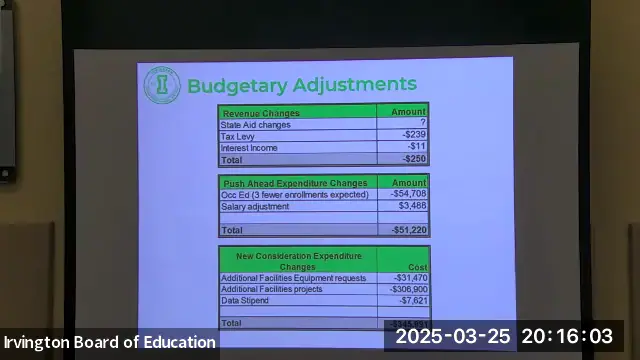 Budgetary Adjustments
Revenue Changes Amount
State Aid changes ?
Tax Levy -$239
Interest Income -$11
Total -$250
Push Ahead Expenditure Changes Amount
Occ Ed (3 fewer enrollments expected) -$54,708
Salary adjustment $3,488
Total -$51,220
New Consideration Expenditure
Changes Cost
Additional Facilities Equipment requests -$31,470
Additional Facilities projects -$306,900
Data Stipend -$7,621
Total
Irvington Board of Education
2025-03-25 20:16:03